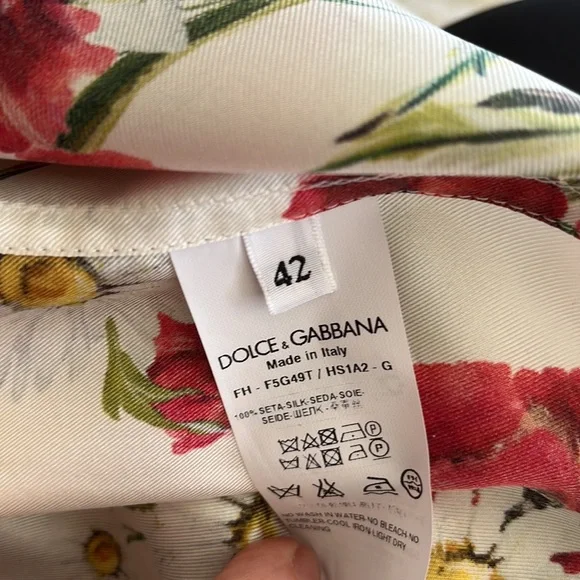 42
DOLCE & GABBANA
Made in Italy
FH - F5G49T / HS1A2 - G
100% SETA-SILK-SEDA-SOIE-
SEIDE-ШЕЛК-
NO WASH IN WATER-NO BLEACH-NO
TUMBLER-COOL IRON-LIGHT DRY